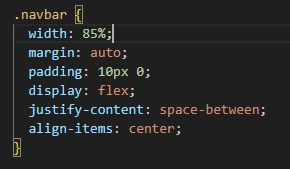 .navbar {
  width: 85%;
  margin: auto;
  padding: 10px 0;
  display: flex;
  justify-content: space-between;
  align-items: center;
}